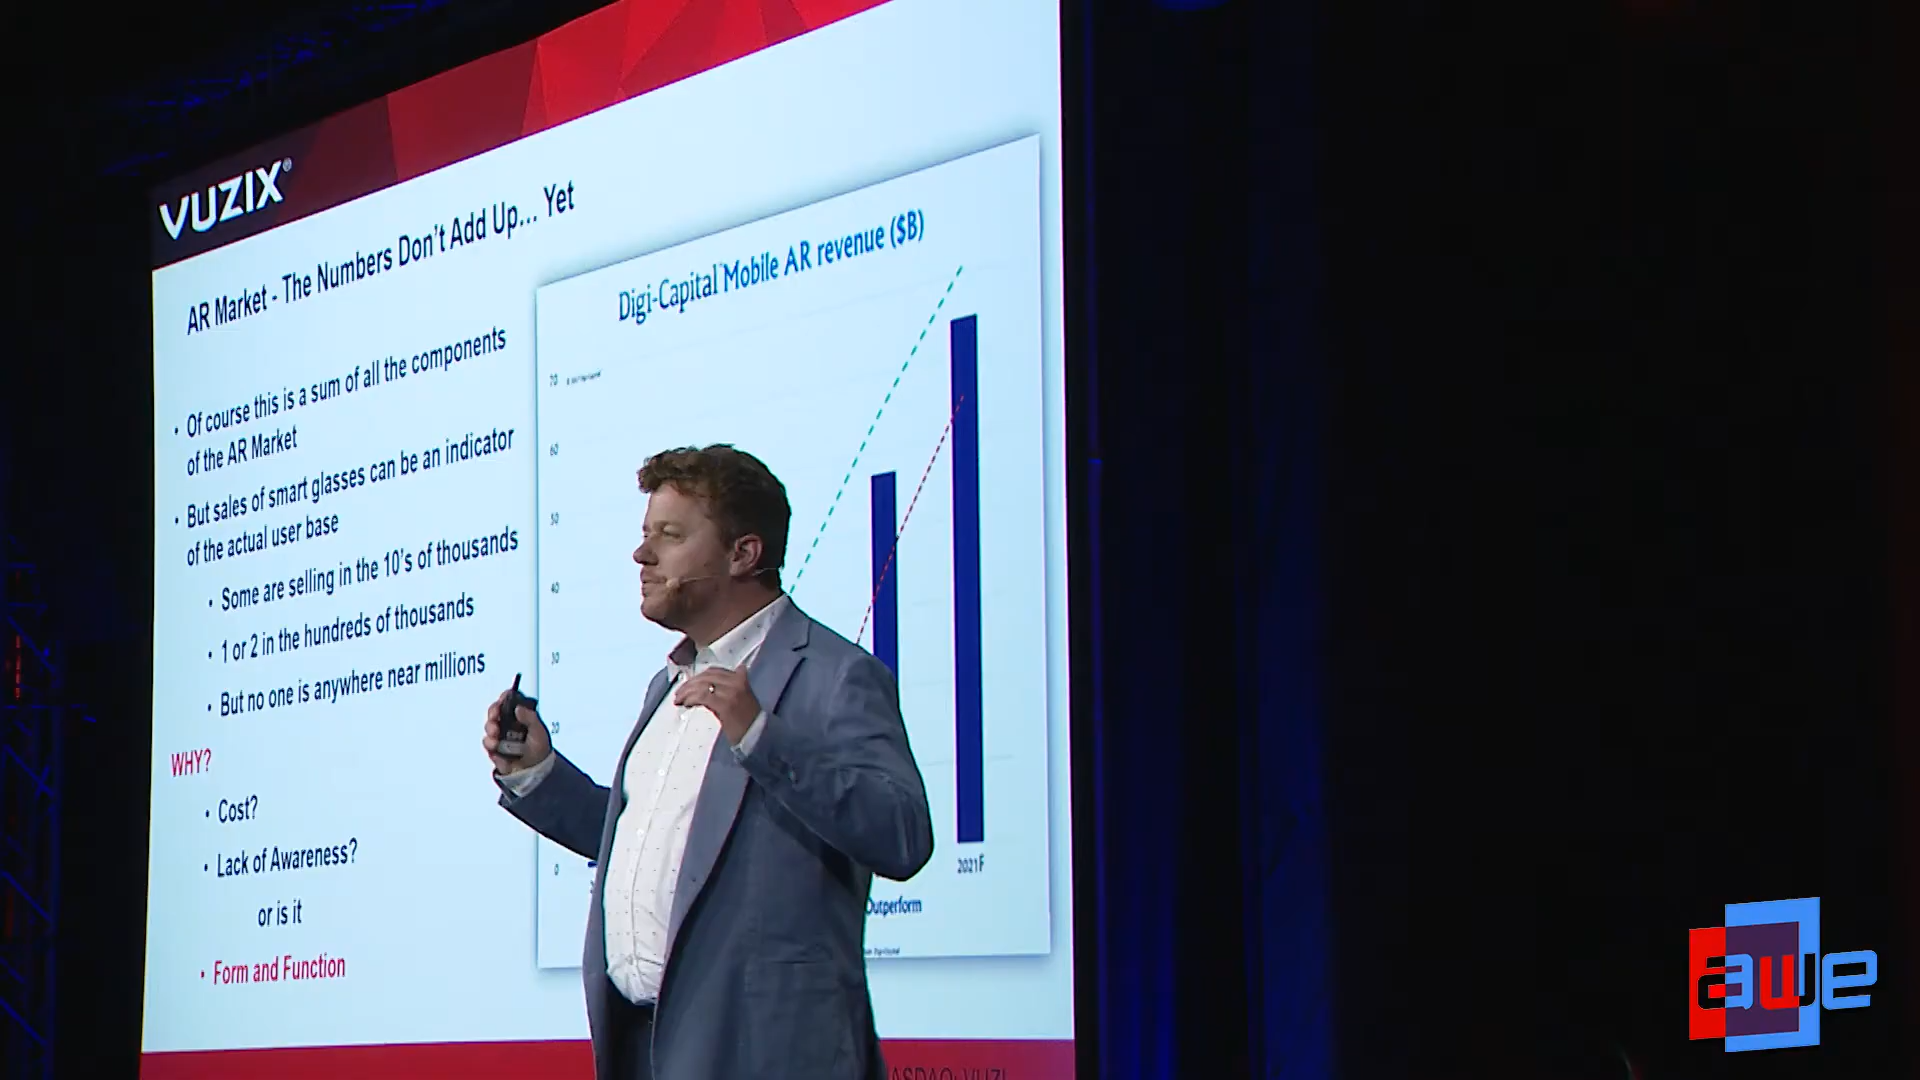 VUZIX®
AR Market - The Numbers Don't Add Up... Yet
• Of course this is a sum of all the components
of the AR Market
• But sales of smart glasses can be an indicator
of the actual user base
• Some are selling in the 10's of thousands
• 1 or 2 in the hundreds of thousands
• But no one is anywhere near millions
WHY?
• Cost?
• Lack of Awareness?
or is it
• Form and Function
Digi-Capital Mobile AR revenue ($B)
70
60
50
40
30
20
0
2021F
Outperform
NASDAQ: VUZI
awe